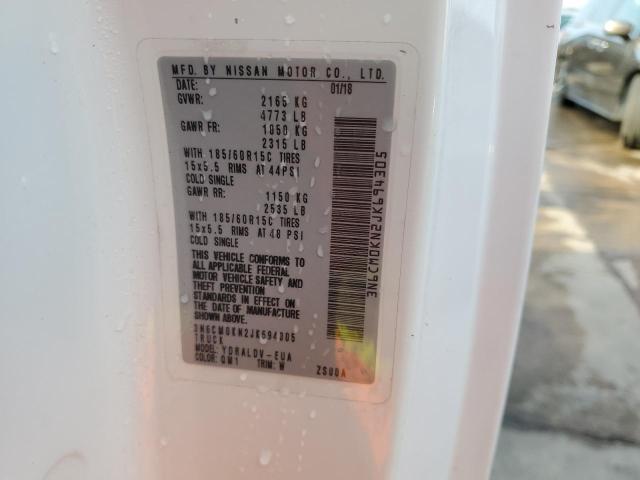 MFD. BY NISSAN MOTOR CO., LTD.
DATE: 01/18
GVWR: 2165 KG
4773 LB
GAWR FR: 1050 KG
2315 LB
WITH 185/60R15C TIRES
15x5.5 RIMS AT 44PSI
COLD SINGLE
GAWR RR: 1150 KG
2535 LB
WITH 185/60R15C TIRES
15x5.5 RIMS AT 48 PSI
COLD SINGLE
THIS VEHICLE CONFORMS TO
ALL APPLICABLE FEDERAL
MOTOR VEHICLE SAFETY AND
THEFT PREVENTION
STANDARDS IN EFFECT ON
THE DATE OF MANUFACTURE
SHOWN ABOVE.
3N6CM0KN2JK694305
TRUCK
MODEL: YDRALDV-EUA
COLOR: QM1 TRIM: W ZS00A
3N6CM0KN2JK694305